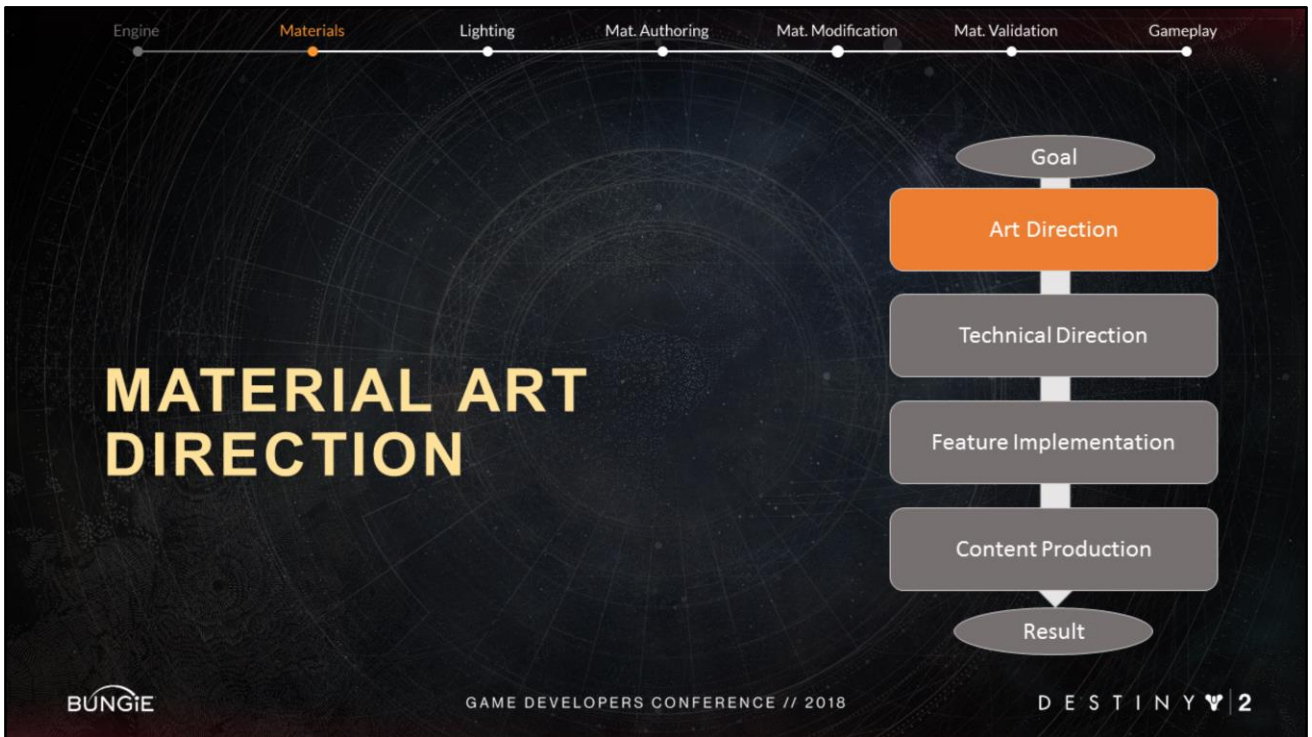 Engine
Materials
Lighting
Mat. Authoring
Mat. Modification
Mat. Validation
Gameplay
MATERIAL ART
DIRECTION
Goal
Art Direction
Technical Direction
Feature Implementation
Content Production
Result
BUNGiE
GAME DEVELOPERS CONFERENCE // 2018
DESTINY 2